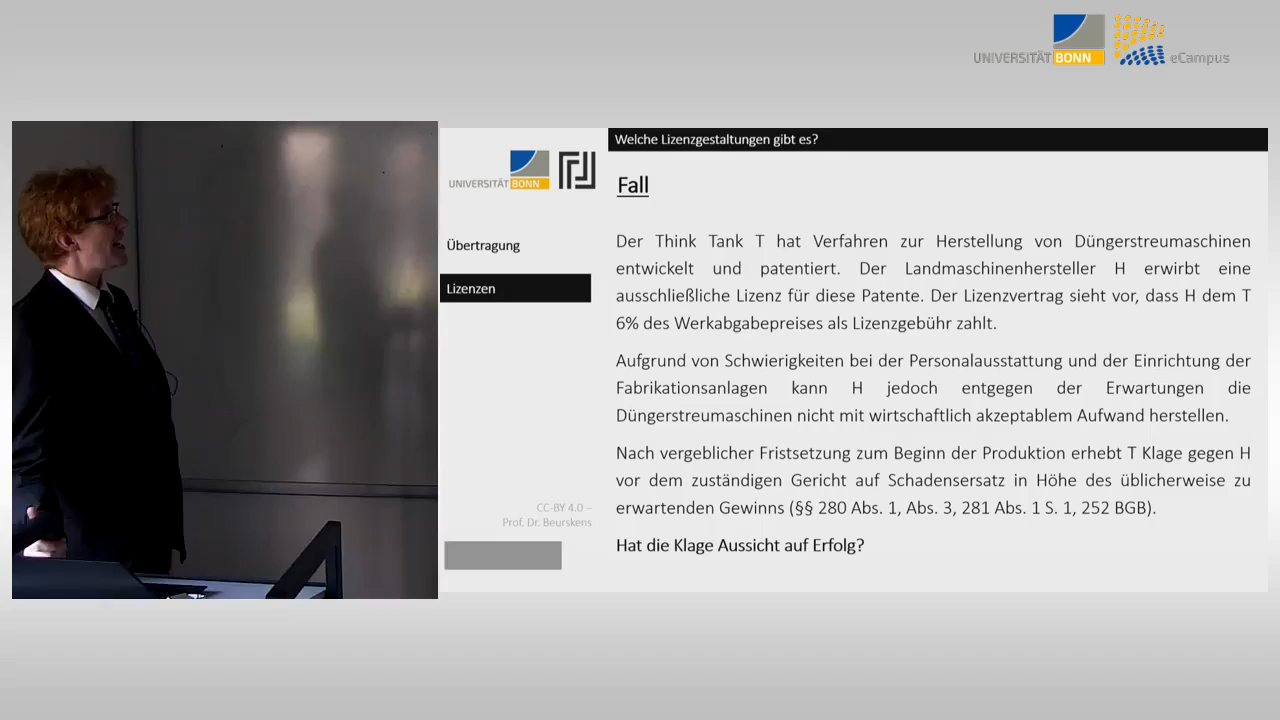 UNIVERSITÄT BONN eCampus
Welche Lizenzgestaltungen gibt es?
UNIVERSITÄT BONN
Fall
Übertragung
Lizenzen
Der Think Tank T hat Verfahren zur Herstellung von Düngerstreumaschinen
entwickelt und patentiert. Der Landmaschinenhersteller H erwirbt eine
ausschließliche Lizenz für diese Patente. Der Lizenzvertrag sieht vor, dass H dem T
6% des Werkabgabepreises als Lizenzgebühr zahlt.
Aufgrund von Schwierigkeiten bei der Personalausstattung und der Einrichtung der
Fabrikationsanlagen kann H jedoch entgegen der Erwartungen die
Düngerstreumaschinen nicht mit wirtschaftlich akzeptablem Aufwand herstellen.
Nach vergeblicher Fristsetzung zum Beginn der Produktion erhebt T Klage gegen H
vor dem zuständigen Gericht auf Schadensersatz in Höhe des üblicherweise zu
erwartenden Gewinns (§§ 280 Abs. 1, Abs. 3, 281 Abs. 1 S. 1, 252 BGB).
Hat die Klage Aussicht auf Erfolg?
CC-BY 4.0 –
Prof. Dr. Beurskens